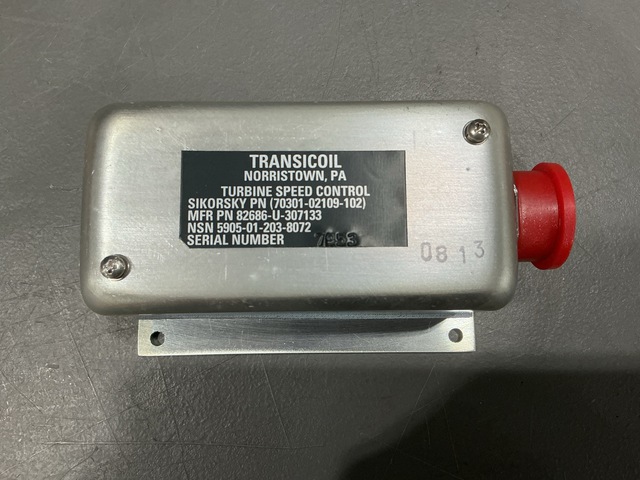 TRANSICOIL
NORRISTOWN, PA
TURBINE SPEED CONTROL
SIKORSKY PN (70301-02109-102)
MFR PN 82686-U-307133
NSN 5905-01-203-8072
SERIAL NUMBER
0813